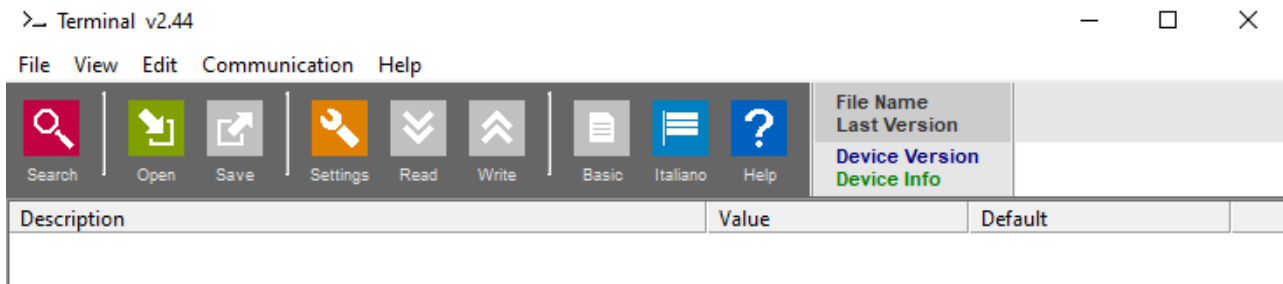 Terminal v2.44
File View Edit Communication Help
Search Open Save Settings Read Write Basic Italiano Help
File Name
Last Version
Device Version
Device Info
Description Value Default